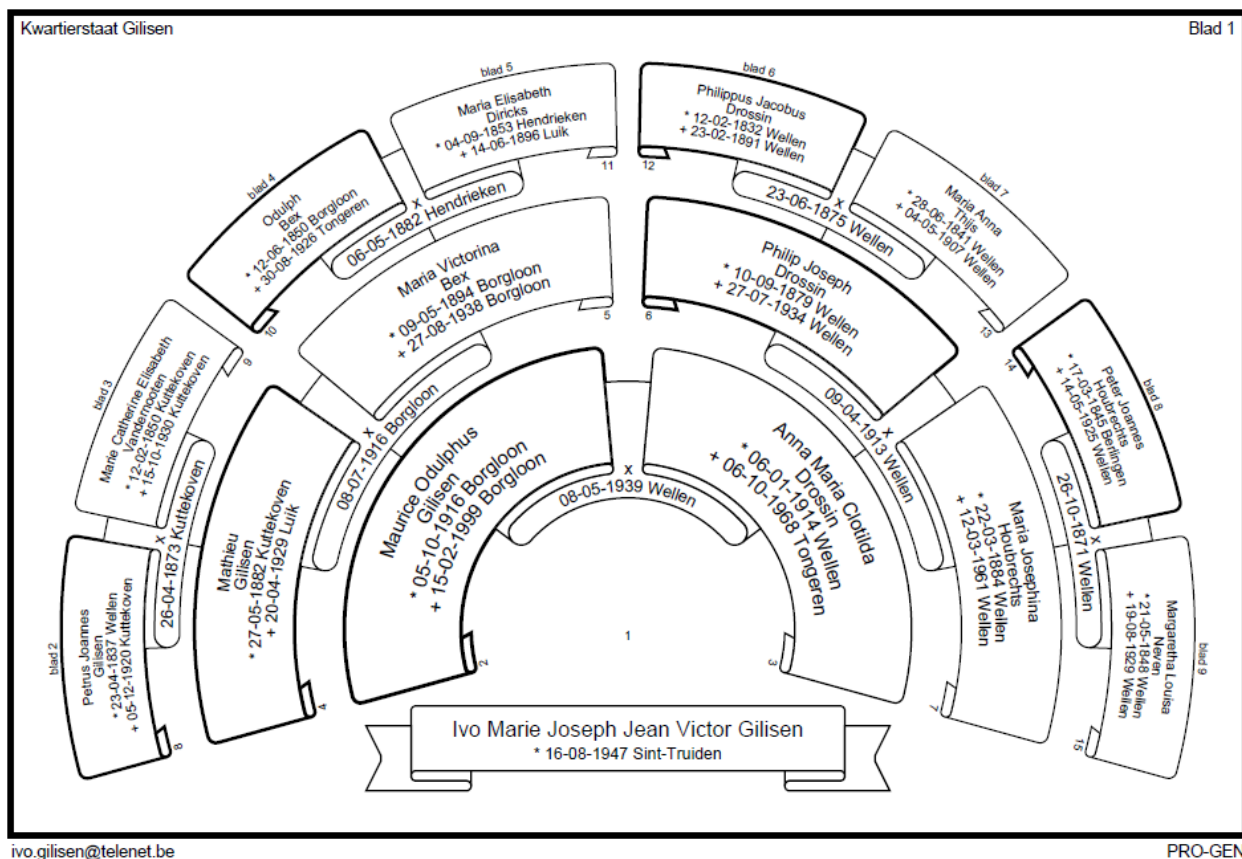 Kwartierstaat Gilisen
Blad 1
blad 2
Petrus Joannes
Gilisen
* 23-04-1837 Wellen
+ 05-12-1920 Kuttekoven
8
x
26-04-1873 Kuttekoven
blad 3
Marie Catherine Elisabeth
Vandernooten
* 12-02-1850 Kuttekoven
+ 15-10-1930 Kuttekoven
9
blad 4
Odulph
Bex
* 12-06-1850 Borgloon
+ 30-08-1926 Tongeren
10
x
06-05-1882 Hendrieken
blad 5
Maria Elisabeth
Diricks
* 04-09-1853 Hendrieken
+ 14-06-1896 Luik
11
blad 6
Philippus Jacobus
Drossin
* 12-02-1832 Wellen
+ 23-02-1891 Wellen
12
x
23-06-1875 Wellen
blad 7
Maria Anna
Thijs
* 28-06-1841 Wellen
+ 04-05-1907 Wellen
13
blad 8
Peter Joannes
Houbrechts
* 17-03-1845 Berlingen
+ 14-05-1925 Wellen
14
x
26-10-1871 Wellen
blad 9
Margaretha Louisa
Neven
* 21-05-1848 Wellen
+ 19-08-1929 Wellen
15
Mathieu
Gilisen
* 27-05-1882 Kuttekoven
+ 20-04-1929 Luik
4
x
08-07-1916 Borgloon
Maria Victorina
Bex
* 09-05-1894 Borgloon
+ 27-08-1938 Borgloon
5
Philip Joseph
Drossin
* 10-09-1879 Wellen
+ 27-07-1934 Wellen
6
x
09-04-1913 Wellen
Maria Josephina
Houbrechts
* 22-03-1884 Wellen
+ 12-03-1961 Wellen
7
Maurice Odulphus
Gilisen
* 05-10-1916 Borgloon
+ 15-02-1999 Borgloon
2
x
08-05-1939 Wellen
Anna Maria Clotilda
Drossin
* 06-01-1914 Wellen
+ 06-10-1968 Tongeren
3
1
Ivo Marie Joseph Jean Victor Gilisen
* 16-08-1947 Sint-Truiden
ivo.gilisen@telenet.be
PRO-GEN